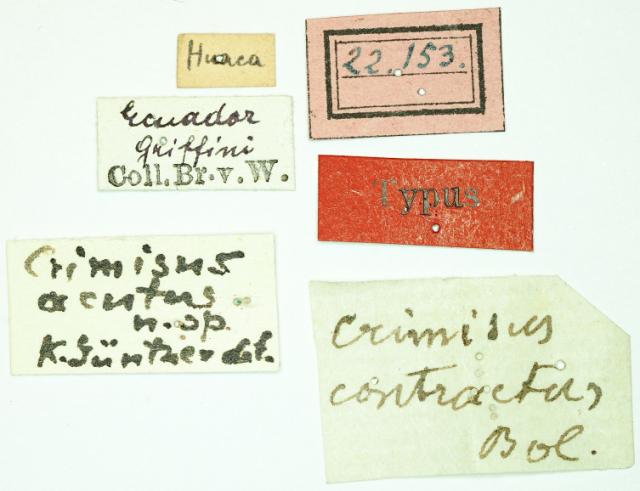 Huaca
22.153.
Ecuador
Griffini
Coll. Br. v. W.
Typus
Crimisus
acutus
n. sp.
K. Günther det.
Crimisus
contractus
Bol.